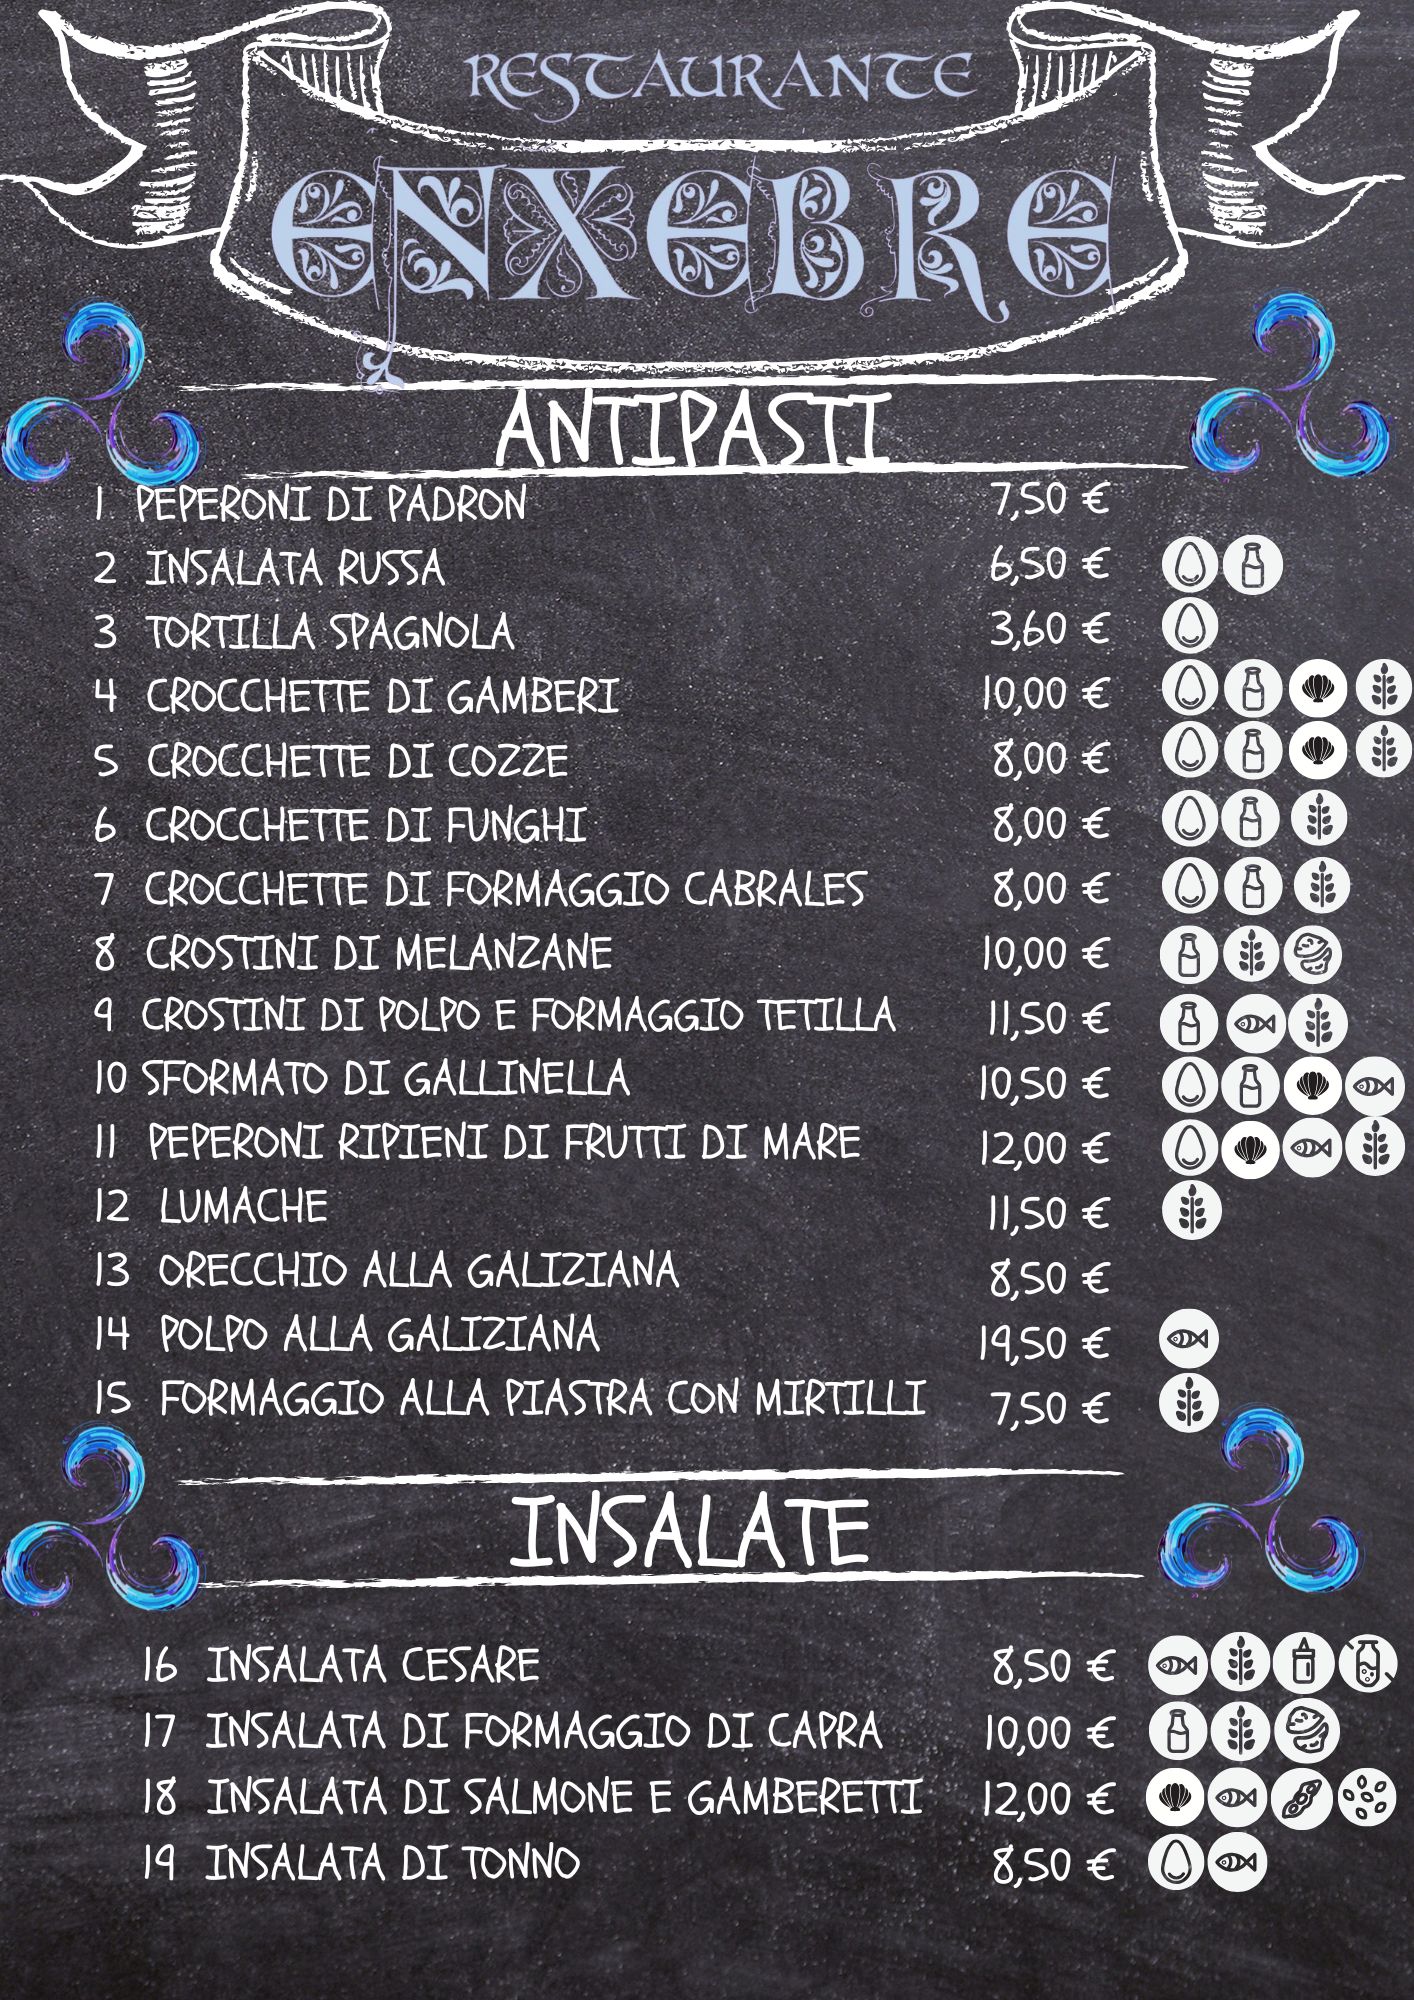 RESTAURANTE
ENXEBRE
ANTIPASTI
1 PEPERONI DI PADRON 7,50 €
2 INSALATA RUSSA 6,50 €
3 TORTILLA SPAGNOLA 3,60 €
4 CROCCHETTE DI GAMBERI 10,00 €
5 CROCCHETTE DI COZZE 8,00 €
6 CROCCHETTE DI FUNGHI 8,00 €
7 CROCCHETTE DI FORMAGGIO CABRALES 8,00 €
8 CROSTINI DI MELANZANE 10,00 €
9 CROSTINI DI POLPO E FORMAGGIO TETILLA 11,50 €
10 SFORMATO DI GALLINELLA 10,50 €
11 PEPERONI RIPIENI DI FRUTTI DI MARE 12,00 €
12 LUMACHE 11,50 €
13 ORECCHIO ALLA GALIZIANA 8,50 €
14 POLPO ALLA GALIZIANA 19,50 €
15 FORMAGGIO ALLA PIASTRA CON MIRTILLI 7,50 €
INSALATE
16 INSALATA CESARE 8,50 €
17 INSALATA DI FORMAGGIO DI CAPRA 10,00 €
18 INSALATA DI SALMONE E GAMBERETTI 12,00 €
19 INSALATA DI TONNO 8,50 €